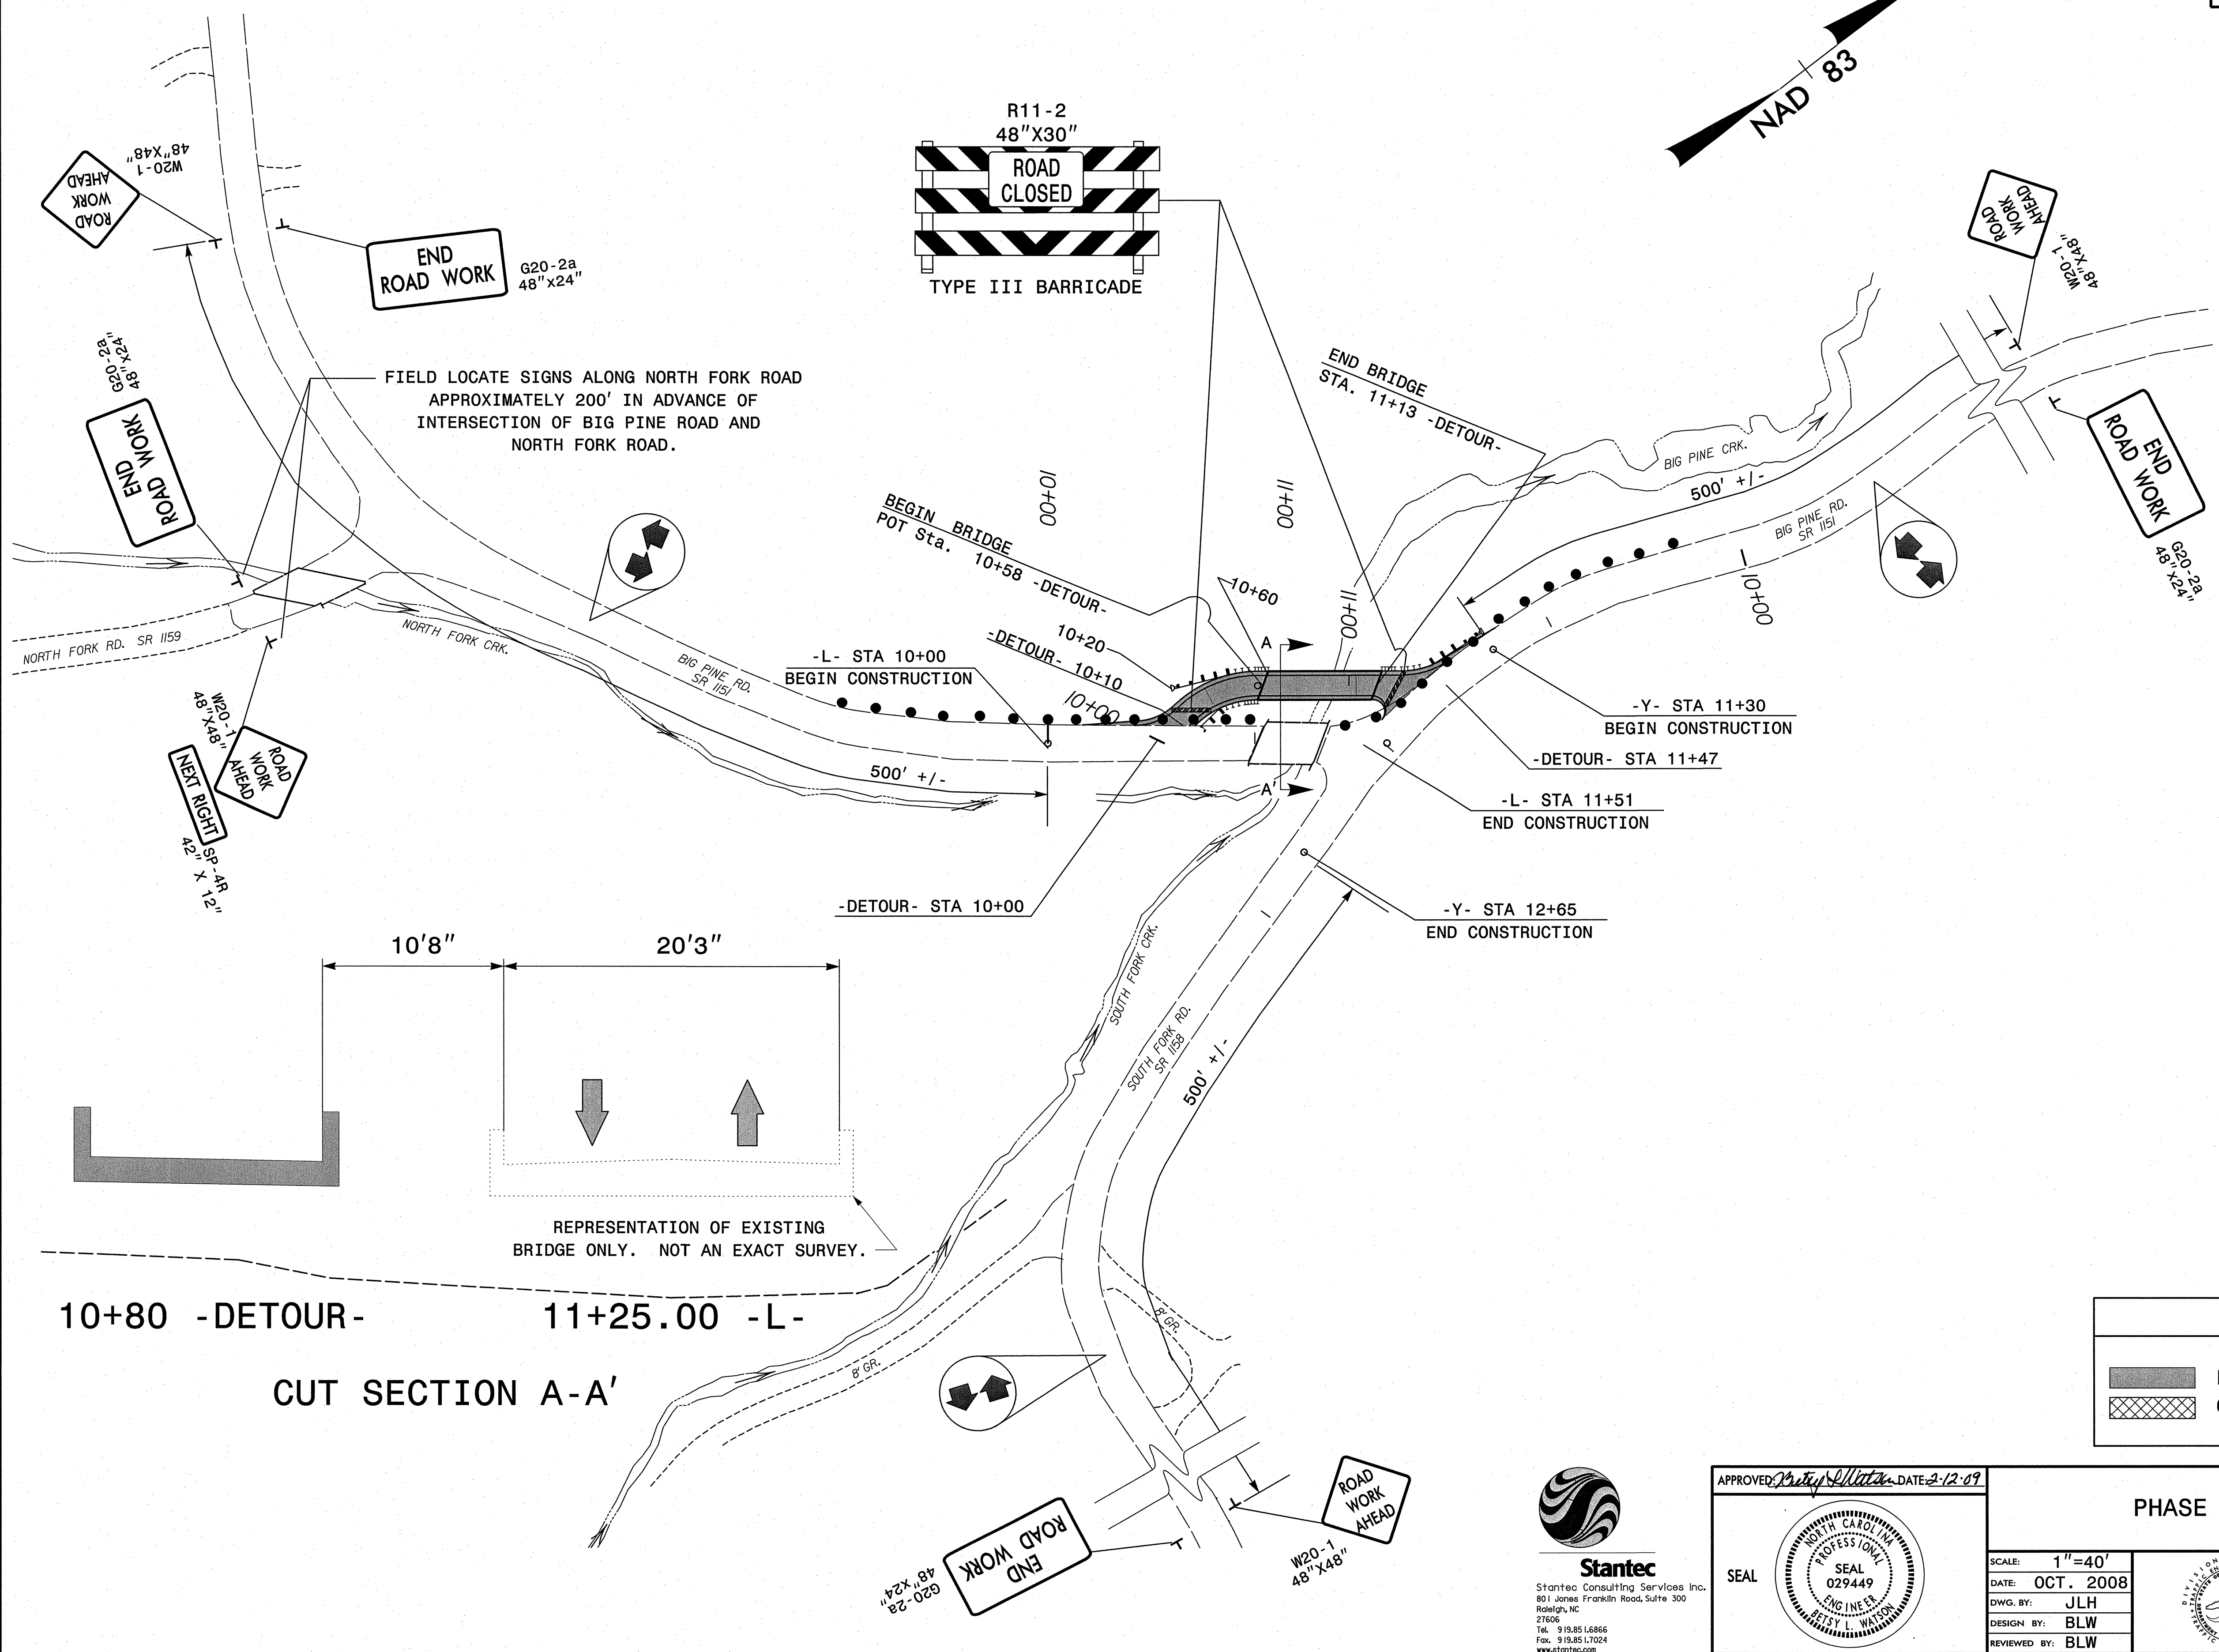 NAD 83
R11-2
48"X30"
ROAD
CLOSED
TYPE III BARRICADE
W20-1
48"X48"
ROAD
WORK
AHEAD
END
ROAD WORK
G20-2a
48"x24"
G20-2a
48"x24"
END
ROAD WORK
FIELD LOCATE SIGNS ALONG NORTH FORK ROAD
APPROXIMATELY 200' IN ADVANCE OF
INTERSECTION OF BIG PINE ROAD AND
NORTH FORK ROAD.
ROAD
WORK
AHEAD
W20-1
48"X48"
END
ROAD WORK
G20-2a
48"x24"
END BRIDGE
STA. 11+13 -DETOUR-
BIG PINE CRK.
500' +/-
BIG PINE RD.
SR 1151
10+00
10+00
11+00
BEGIN BRIDGE
POT Sta. 10+58 -DETOUR-
10+60
11+00
10+20
-DETOUR- 10+10
10+00
-L- STA 10+00
BEGIN CONSTRUCTION
NORTH FORK RD. SR 1159
NORTH FORK CRK.
BIG PINE RD.
SR 1151
500' +/-
A
A'
-Y- STA 11+30
BEGIN CONSTRUCTION
-DETOUR- STA 11+47
-L- STA 11+51
END CONSTRUCTION
-Y- STA 12+65
END CONSTRUCTION
-DETOUR- STA 10+00
W20-1
48"X48"
ROAD
WORK
AHEAD
NEXT RIGHT
SP-4R
42" X 12"
10'8"
20'3"
REPRESENTATION OF EXISTING
BRIDGE ONLY. NOT AN EXACT SURVEY.
10+80 -DETOUR-
11+25.00 -L-
CUT SECTION A-A'
SOUTH FORK CRK.
SOUTH FORK RD.
SR 1158
500' +/-
8' GR.
8' GR.
END
ROAD WORK
G20-2a
48"x24"
ROAD
WORK
AHEAD
W20-1
48"X48"
Stantec
Stantec Consulting Services Inc.
801 Jones Franklin Road, Suite 300
Raleigh, NC
27606
Tel. 919.851.6866
Fax. 919.851.7024
www.stantec.com
APPROVED: Betsy L Watson DATE: 2-12-09
SEAL
NORTH CAROLINA
PROFESSIONAL
SEAL
029449
ENGINEER
BETSY L. WATSON
PHASE
SCALE: 1"=40'
DATE: OCT. 2008
DWG. BY: JLH
DESIGN BY: BLW
REVIEWED BY: BLW